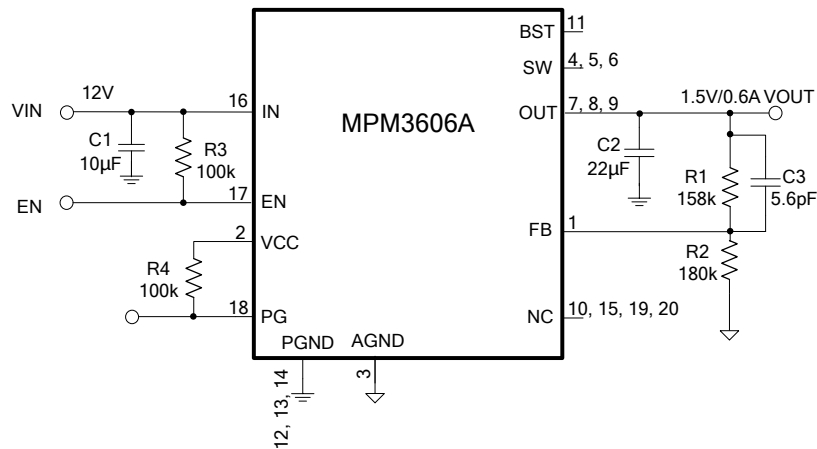 BST
11
SW
4, 5, 6
VIN
12V
16
IN
MPM3606A
OUT
7, 8, 9
1.5V/0.6A VOUT
C1
10µF
R3
100k
C2
22µF
R1
158k
C3
5.6pF
EN
17
EN
2
VCC
FB
1
R4
100k
R2
180k
18
PG
NC
10, 15, 19, 20
PGND
AGND
12, 13, 14
3